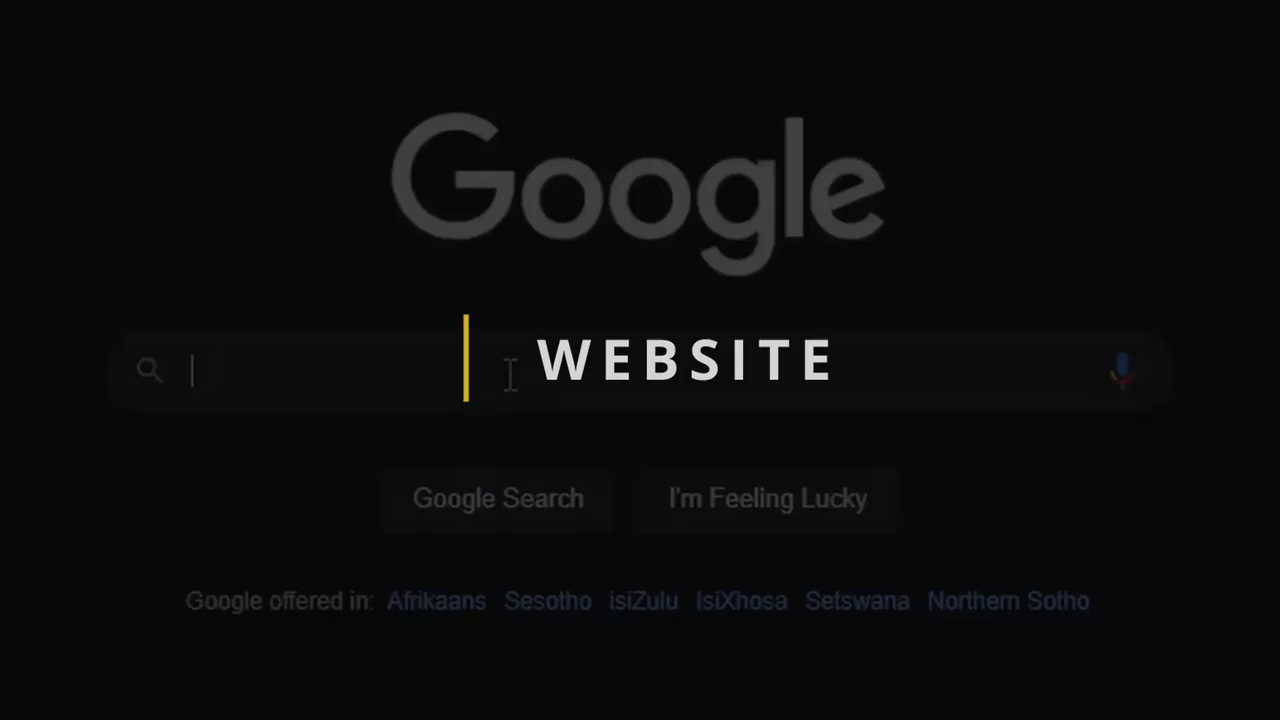 Google
WEBSITE
Google Search I'm Feeling Lucky
Google offered in: Afrikaans Sesotho isiZulu IsiXhosa Setswana Northern Sotho